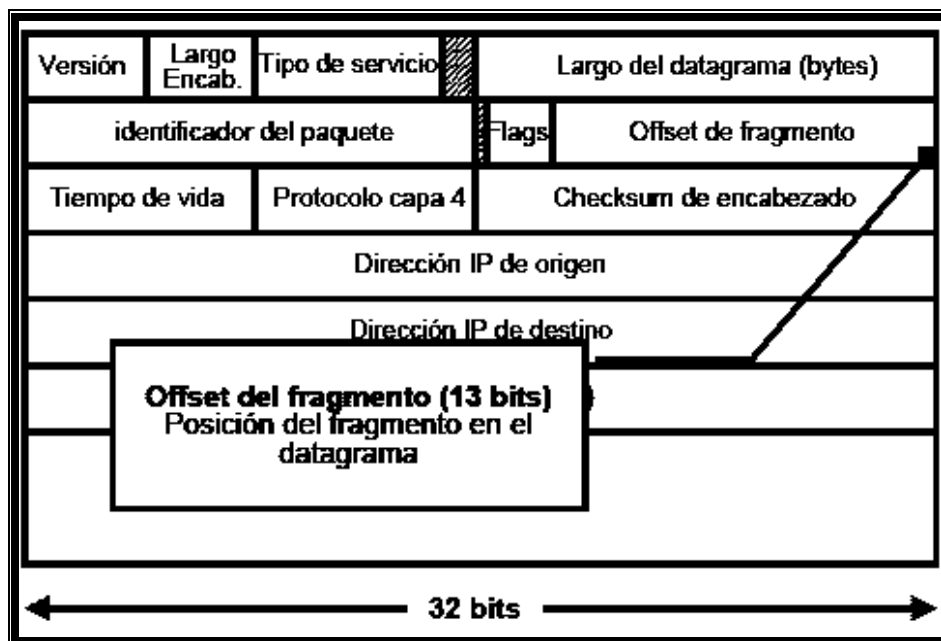 Versión
Largo
Encab.
Tipo de servicio
Largo del datagrama (bytes)
identificador del paquete
Flags
Offset de fragmento
Tiempo de vida
Protocolo capa 4
Checksum de encabezado
Dirección IP de origen
Dirección IP de destino
Offset del fragmento (13 bits)
)
Posición del fragmento en el
datagrama
32 bits